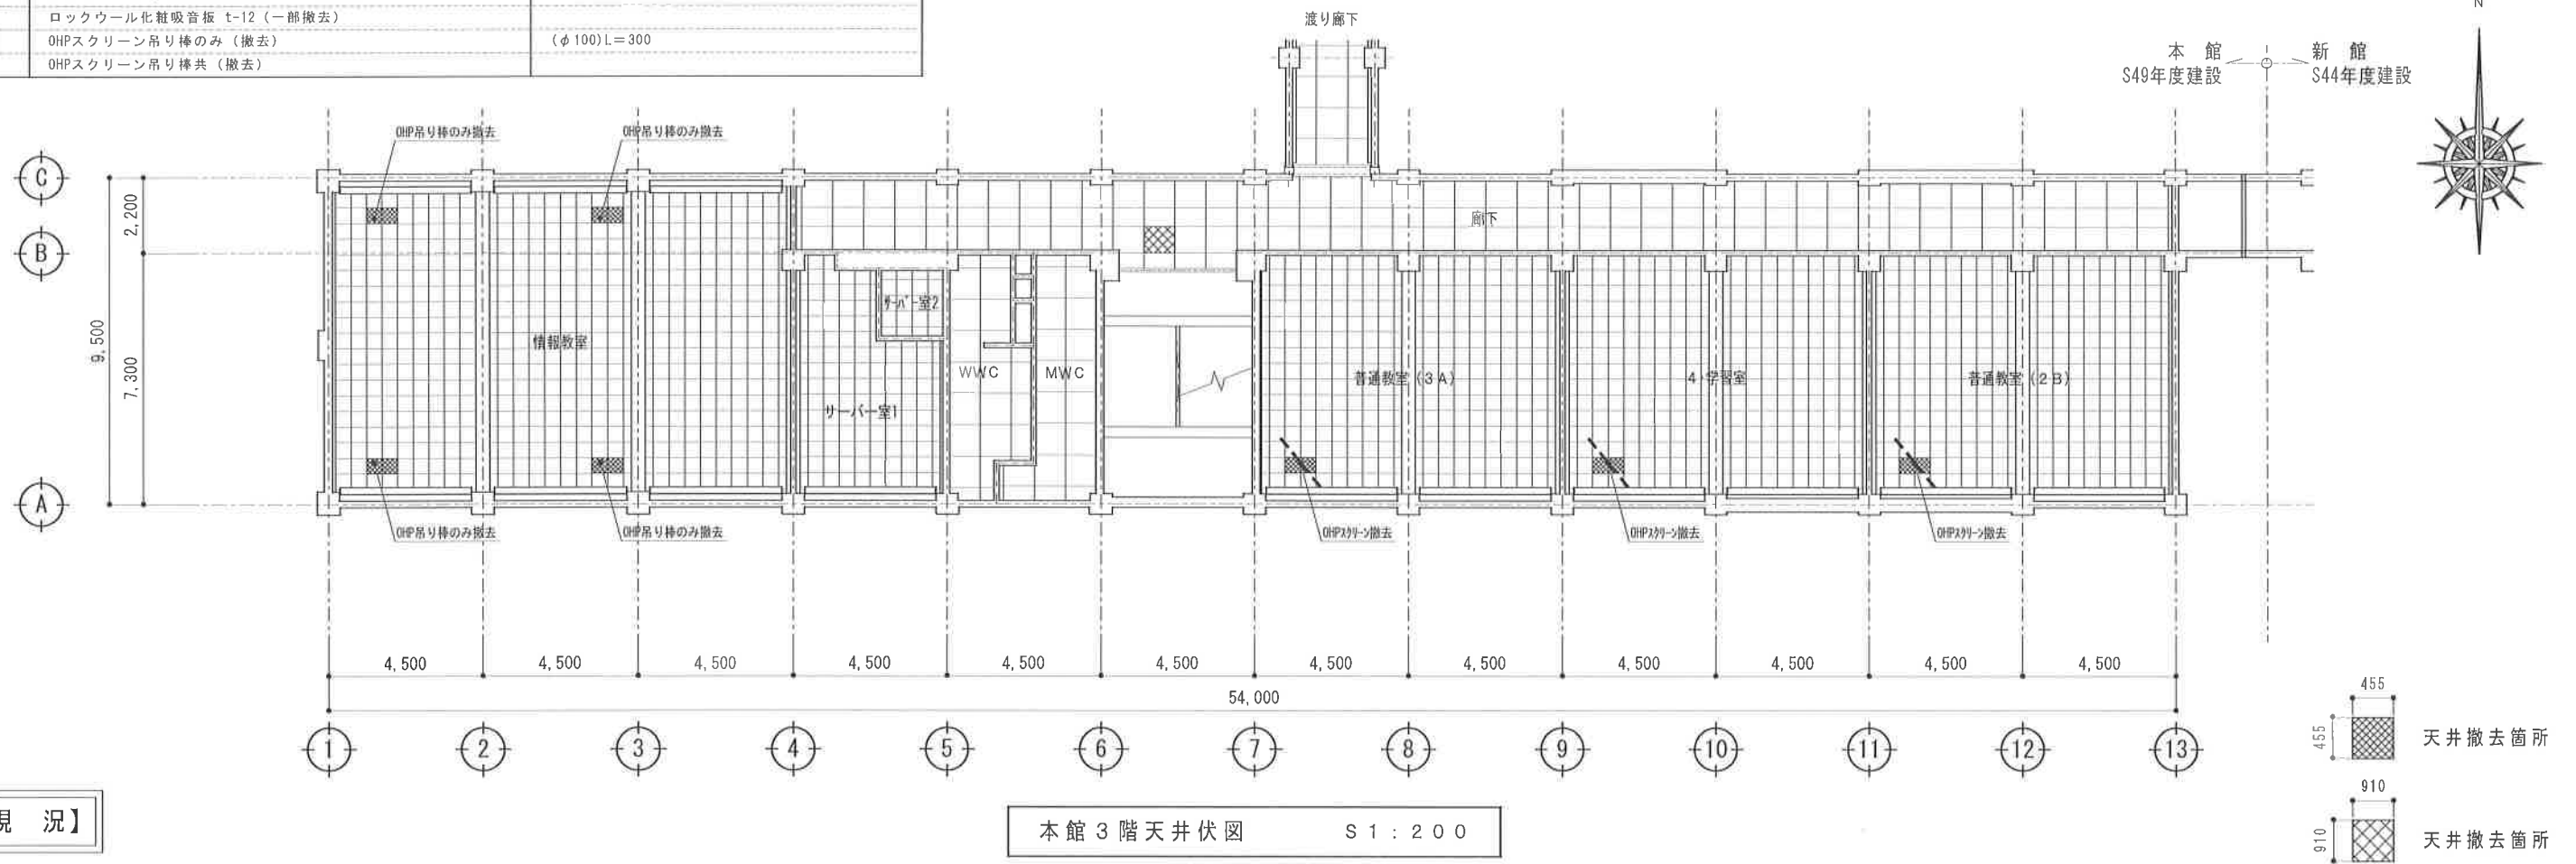 ロックウール化粧吸音板 t-12 (一部撤去)
OHPスクリーン吊り棒のみ (撤去)
(φ100)L=300
OHPスクリーン吊り棒共 (撤去)
渡り廊下
N
本 館
S49年度建設
新 館
S44年度建設
OHP吊り棒のみ撤去
OHP吊り棒のみ撤去
C
B
A
2,200
7,300
9,500
廊下
サーバー室2
情報教室
サーバー室1
WWC
MWC
普通教室 (3A)
4 学習室
普通教室 (2B)
OHP吊り棒のみ撤去
OHP吊り棒のみ撤去
OHPスクリーン撤去
OHPスクリーン撤去
OHPスクリーン撤去
4,500 4,500 4,500 4,500 4,500 4,500 4,500 4,500 4,500 4,500 4,500 4,500
54,000
1 2 3 4 5 6 7 8 9 10 11 12 13
455
455
天井撤去箇所
910
910
天井撤去箇所
現 況】
本館3階天井伏図 S1:200